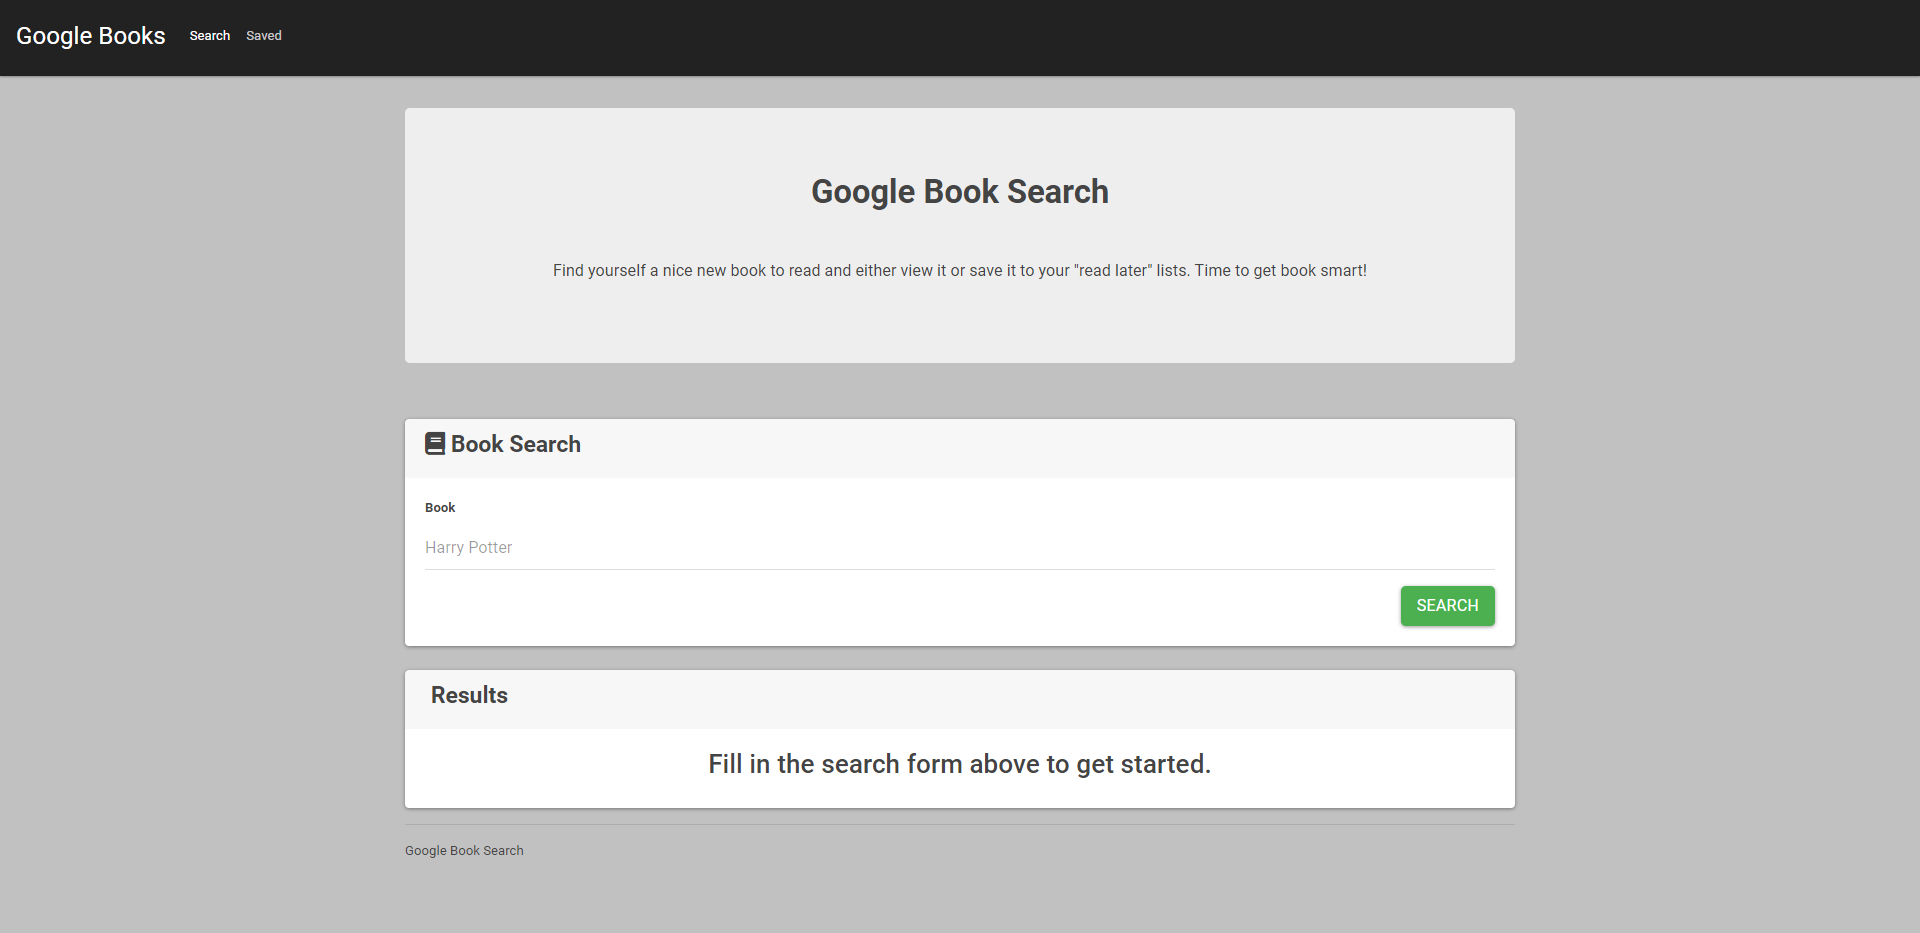 Google Books Search Saved
Google Book Search
Find yourself a nice new book to read and either view it or save it to your "read later" lists. Time to get book smart!
Book Search
Book
Harry Potter
SEARCH
Results
Fill in the search form above to get started.
Google Book Search